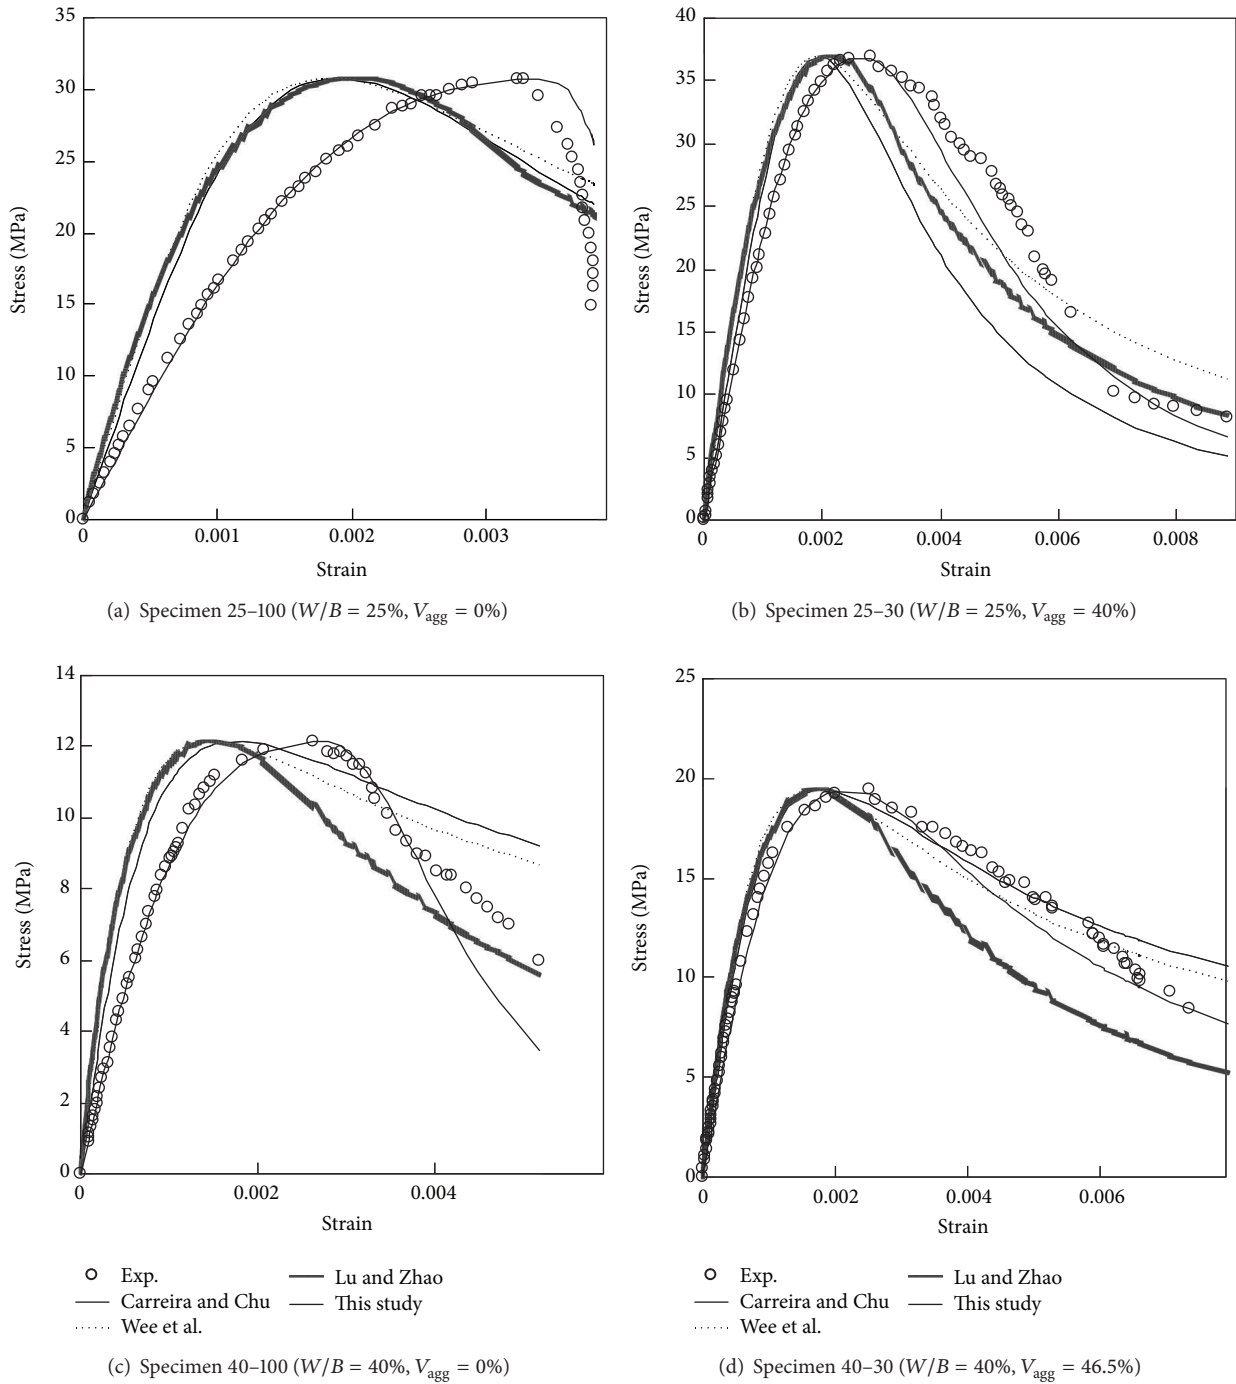 35
30
25
20
15
10
5
0
Stress (MPa)
0
0.001
0.002
0.003
Strain
(a) Specimen 25–100 (W/B = 25%, Vagg = 0%)
40
35
30
25
20
15
10
5
0
Stress (MPa)
0
0.002
0.004
0.006
0.008
Strain
(b) Specimen 25–30 (W/B = 25%, Vagg = 40%)
14
12
10
8
6
4
2
0
Stress (MPa)
0
0.002
0.004
Strain
Exp.
Carreira and Chu
Wee et al.
Lu and Zhao
This study
(c) Specimen 40–100 (W/B = 40%, Vagg = 0%)
25
20
15
10
5
0
Stress (MPa)
0
0.002
0.004
0.006
Strain
Exp.
Carreira and Chu
Wee et al.
Lu and Zhao
This study
(d) Specimen 40–30 (W/B = 40%, Vagg = 46.5%)